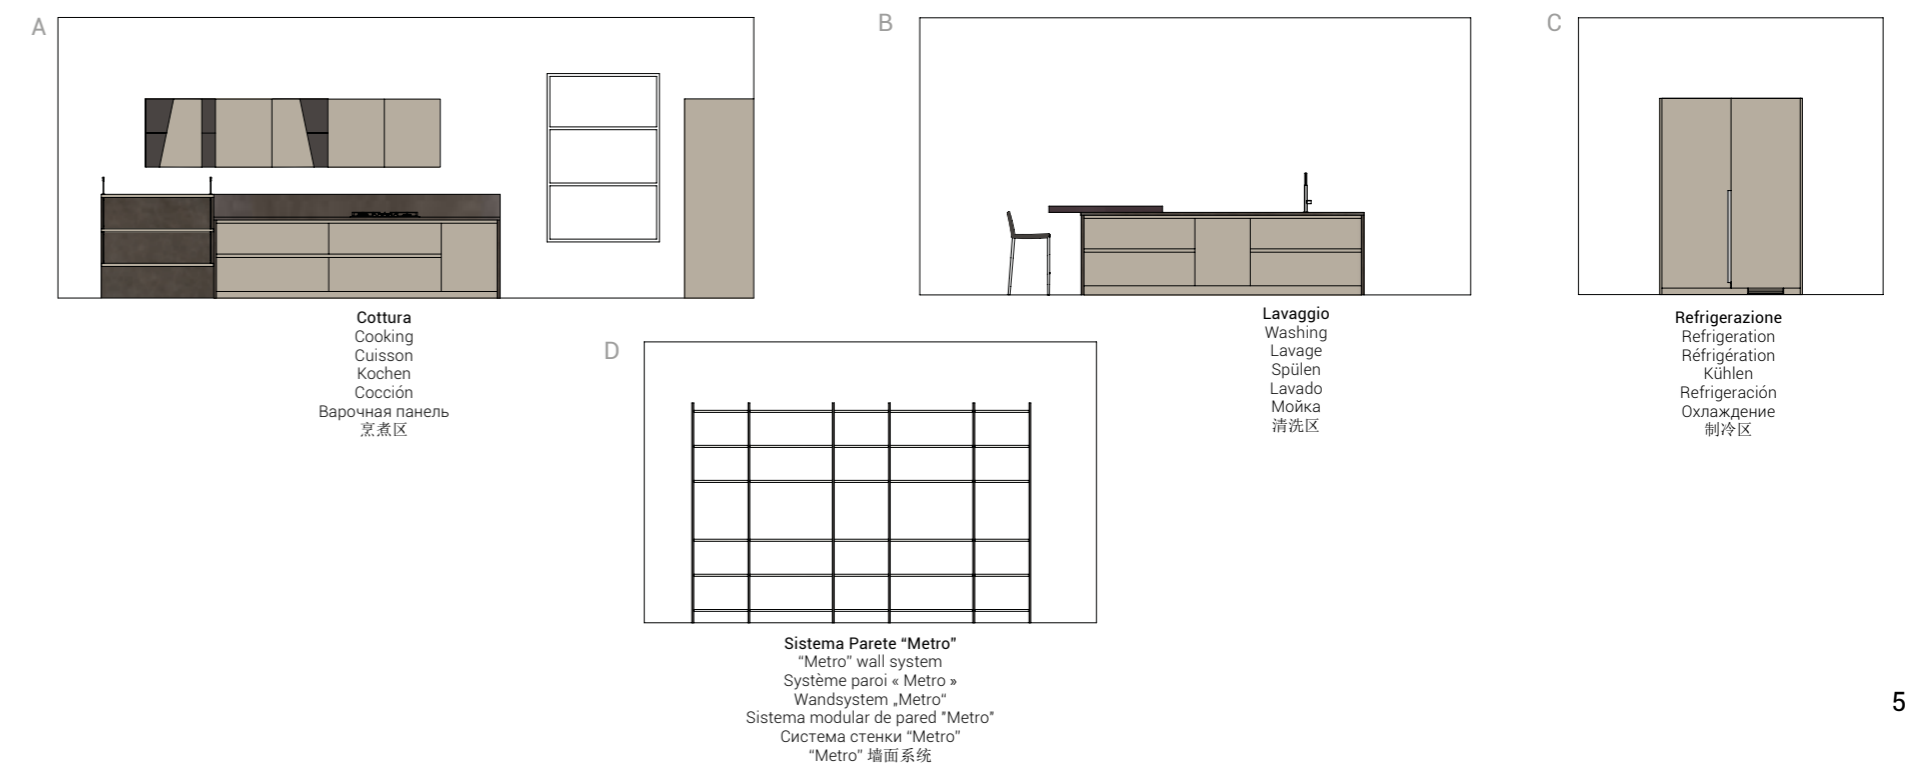 A
Cottura
Cooking
Cuisson
Kochen
Cocción
Варочная панель
烹煮区
B
Lavaggio
Washing
Lavage
Spülen
Lavado
Мойка
清洗区
C
Refrigerazione
Refrigeration
Réfrigération
Kühlen
Refrigeración
Охлаждение
制冷区
D
Sistema Parete “Metro”
“Metro” wall system
Système paroi « Metro »
Wandsystem „Metro“
Sistema modular de pared "Metro"
Система стенки “Metro”
“Metro” 墙面系统
5